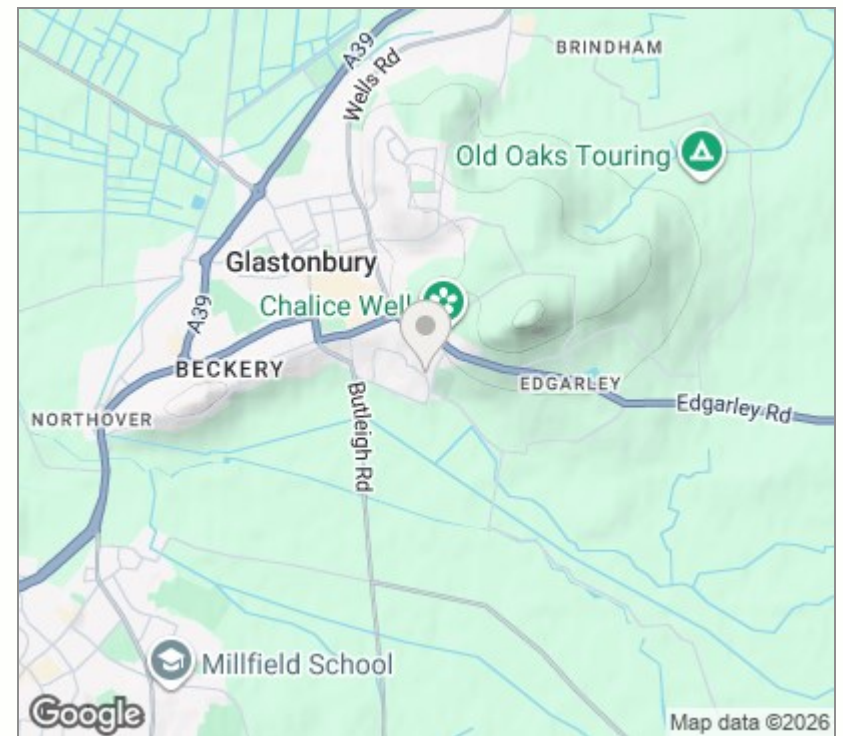 BRINDHAM
A39
Wells Rd
Old Oaks Touring
Glastonbury
Chalice Well
A39
BECKERY
EDGARLEY
Edgarley Rd
NORTHOVER
Butleigh Rd
Millfield School
Google
Map data ©2026